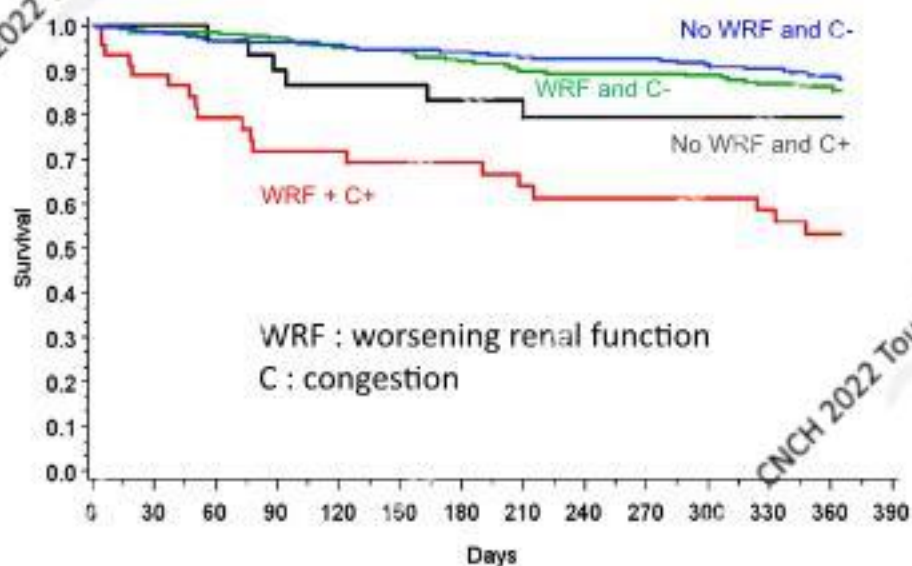 2022
1.0
0.9
0.8
0.7
0.6
0.5
0.4
0.3
0.2
0.1
0.0
Survival
No WRF and C-
WRF and C-
No WRF and C+
WRF + C+
WRF : worsening renal function
C : congestion
CNCH 2022 Tou
0 30 60 90 120 150 180 210 240 270 300 330 360 390
Days